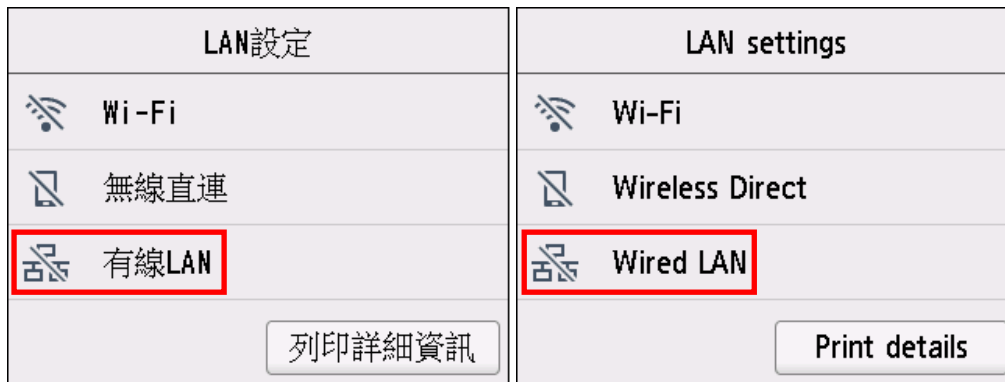 LAN設定
Wi-Fi
無線直連
有線LAN
列印詳細資訊
LAN settings
Wi-Fi
Wireless Direct
Wired LAN
Print details